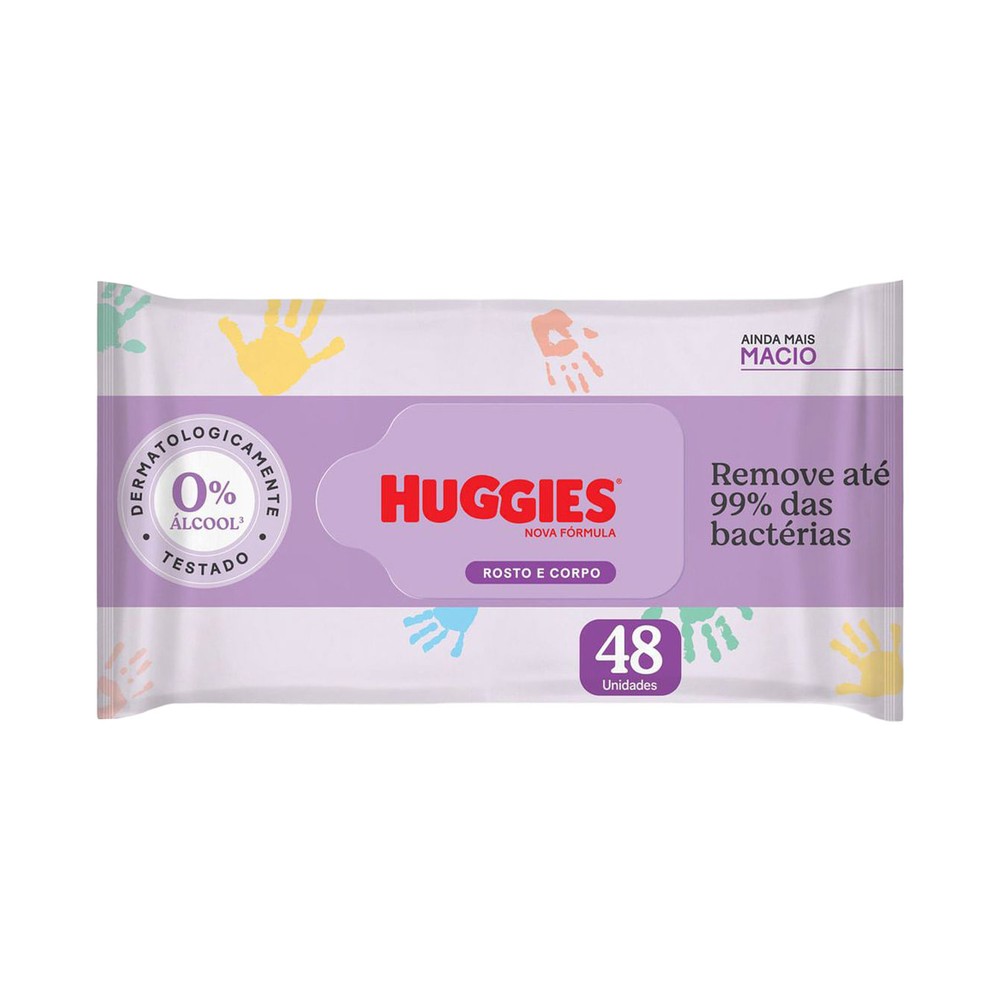 AINDA MAIS
MACIO
DERMATOLOGICAMENTE
0%
ÁLCOOL³
• TESTADO •
HUGGIES®
NOVA FÓRMULA
ROSTO E CORPO
Remove até
99% das
bactérias
48
Unidades